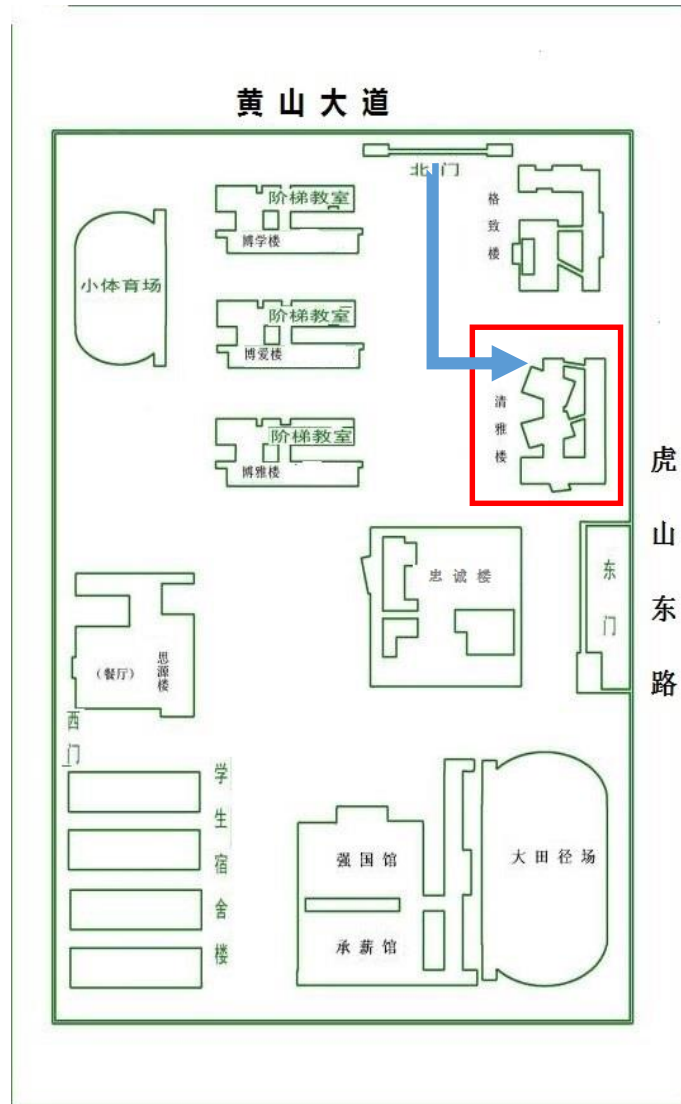 黄山大道
北门
阶梯教室
博学楼
格致楼
小体育场
阶梯教室
博爱楼
清雅楼
阶梯教室
博雅楼
虎山东路
忠诚楼
东门
思源楼
（餐厅）
西门
学生宿舍楼
强国馆
大田径场
承薪馆